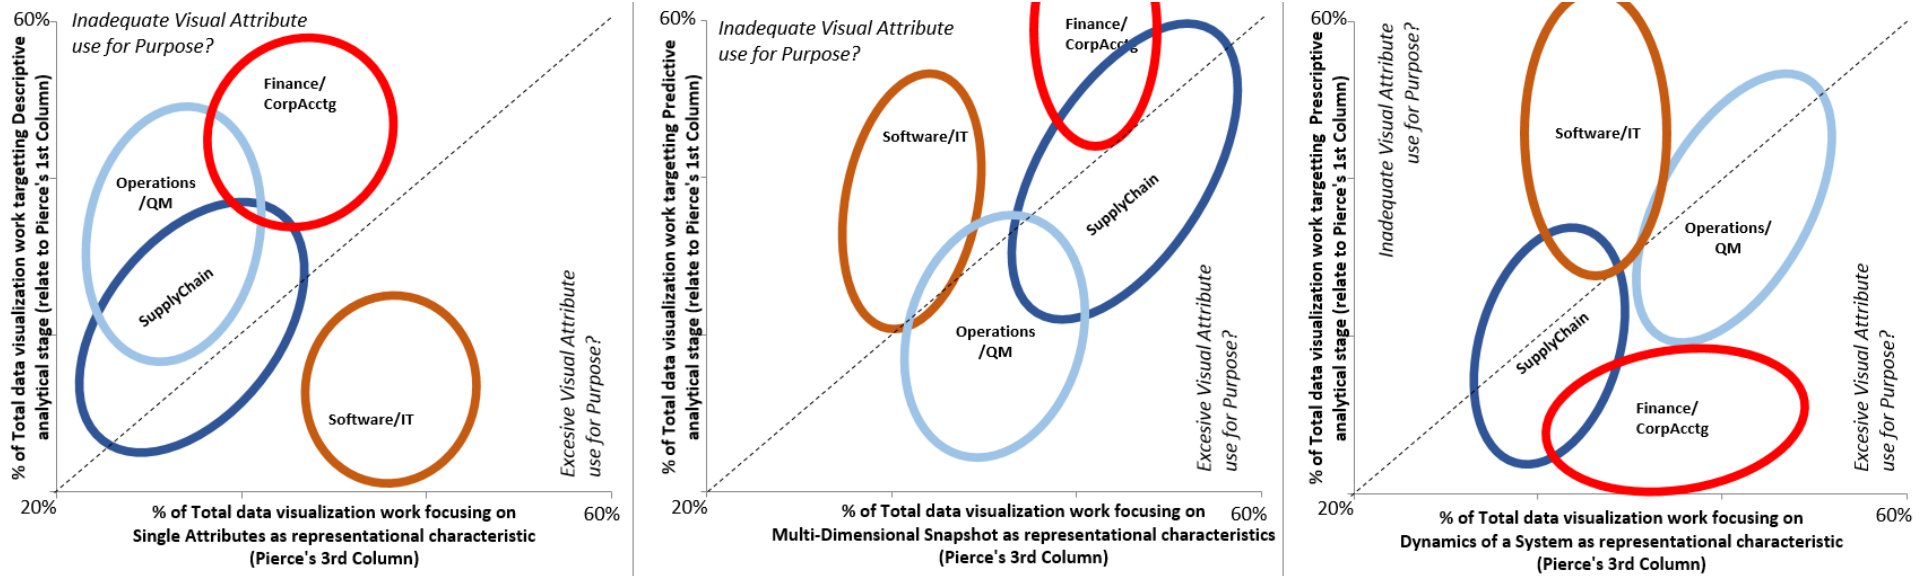 60%
Inadequate Visual Attribute
use for Purpose?
% of Total data visualization work targeting Descriptive
analytical stage (relate to Pierce's 1st Column)
Finance/
CorpAcctg
Operations
/QM
SupplyChain
Software/IT
Excesive Visual Attribute
use for Purpose?
20%
60%
% of Total data visualization work focusing on
Single Attributes as representational characteristic
(Pierce's 3rd Column)
60%
Inadequate Visual Attribute
use for Purpose?
% of Total data visualization work targetting Predictive
analytical stage (relate to Pierce's 1st Column)
Finance/
CorpAcctg
Software/IT
SupplyChain
Operations
/QM
Excesive Visual Attribute
use for Purpose?
20%
60%
% of Total data visualization work focusing on
Multi-Dimensional Snapshot as representational characteristics
(Pierce's 3rd Column)
60%
Inadequate Visual Attribute
use for Purpose?
% of Total data visualization work targetting Prescriptive
analytical stage (relate to Pierce's 1st Column)
Software/IT
Operations/
QM
SupplyChain
Finance/
CorpAcctg
Excesive Visual Attribute
use for Purpose?
20%
60%
% of Total data visualization work focusing on
Dynamics of a System as representational characteristic
(Pierce's 3rd Column)